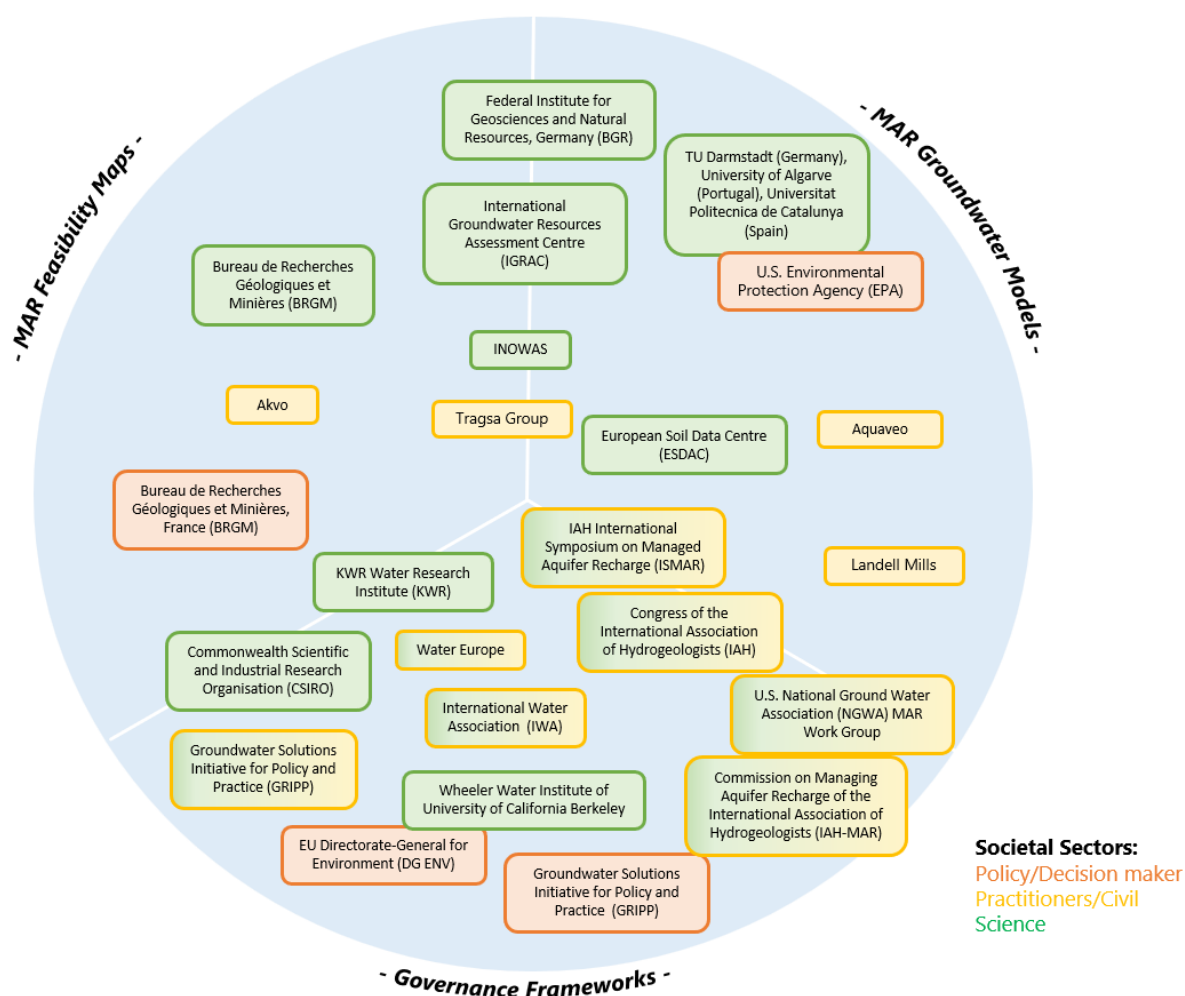 - MAR Feasibility Maps -
- MAR Groundwater Models -
Federal Institute for
Geosciences and Natural
Resources, Germany (BGR)
TU Darmstadt (Germany),
University of Algarve
(Portugal), Universitat
Politecnica de Catalunya
(Spain)
International
Groundwater Resources
Assessment Centre
(IGRAC)
Bureau de Recherches
Géologiques et
Minières (BRGM)
U.S. Environmental
Protection Agency (EPA)
INOWAS
Akvo
Tragsa Group
European Soil Data Centre
(ESDAC)
Aquaveo
Bureau de Recherches
Géologiques et Minières,
France (BRGM)
IAH International
Symposium on Managed
Aquifer Recharge (ISMAR)
KWR Water Research
Institute (KWR)
Landell Mills
Congress of the
International Association
of Hydrogeologists (IAH)
Commonwealth Scientific
and Industrial Research
Organisation (CSIRO)
Water Europe
International Water
Association (IWA)
U.S. National Ground Water
Association (NGWA) MAR
Work Group
Groundwater Solutions
Initiative for Policy and
Practice (GRIPP)
Wheeler Water Institute of
University of California Berkeley
Commission on Managing
Aquifer Recharge of the
International Association of
Hydrogeologists (IAH-MAR)
EU Directorate-General for
Environment (DG ENV)
Groundwater Solutions
Initiative for Policy and
Practice (GRIPP)
- Governance Frameworks -
Societal Sectors:
Policy/Decision maker
Practitioners/Civil
Science